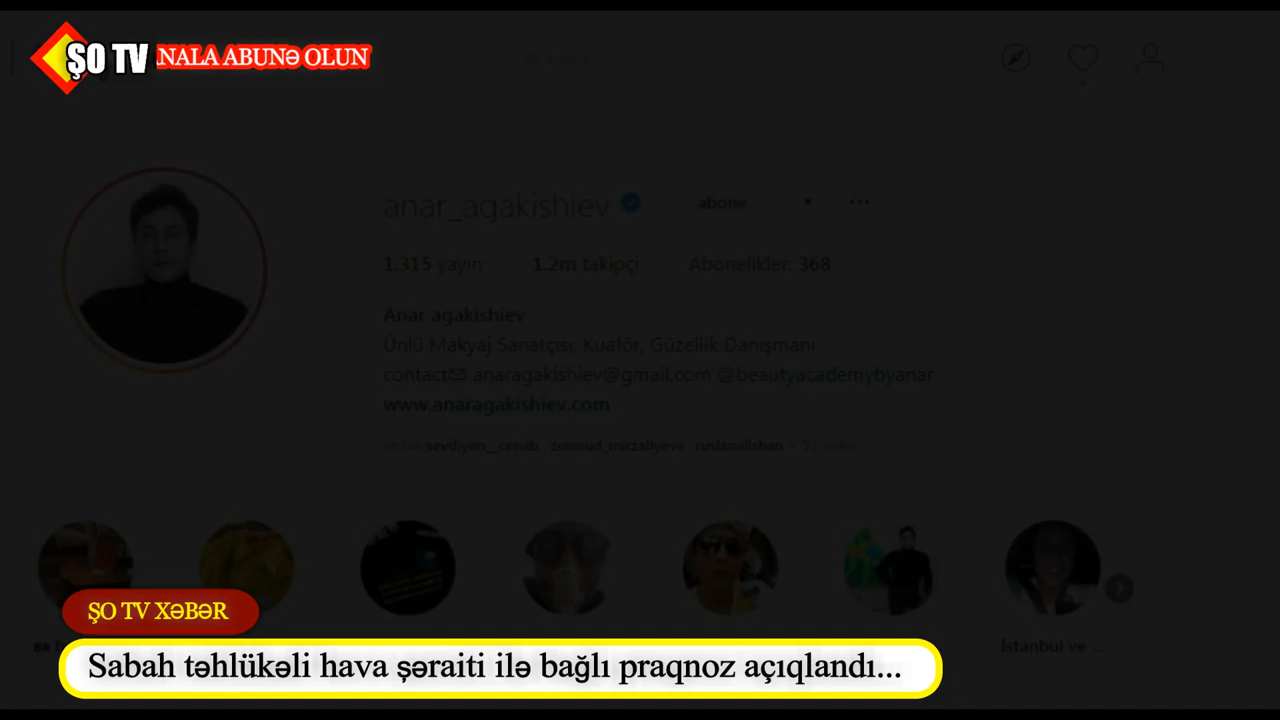 ŞO TV NALA ABUNƏ OLUN
anar_agakishiev abone
1.315 yayın 1.2m takipçi Abonelikler: 368
Anar agakishiev
Ünlü Makyaj Sanatçısı, Kuaför, Güzellik Danışmanı
contact anaragakishiev@gmail.com @beautyacademybyanar
www.anaragakishiev.com
sevdiyim__cenab zumrud_mirzaliyeva ruslanalishan
İstanbul ve ...
ŞO TV XƏBƏR
Sabah təhlükəli hava şəraiti ilə bağlı praqnoz açıqlandı...